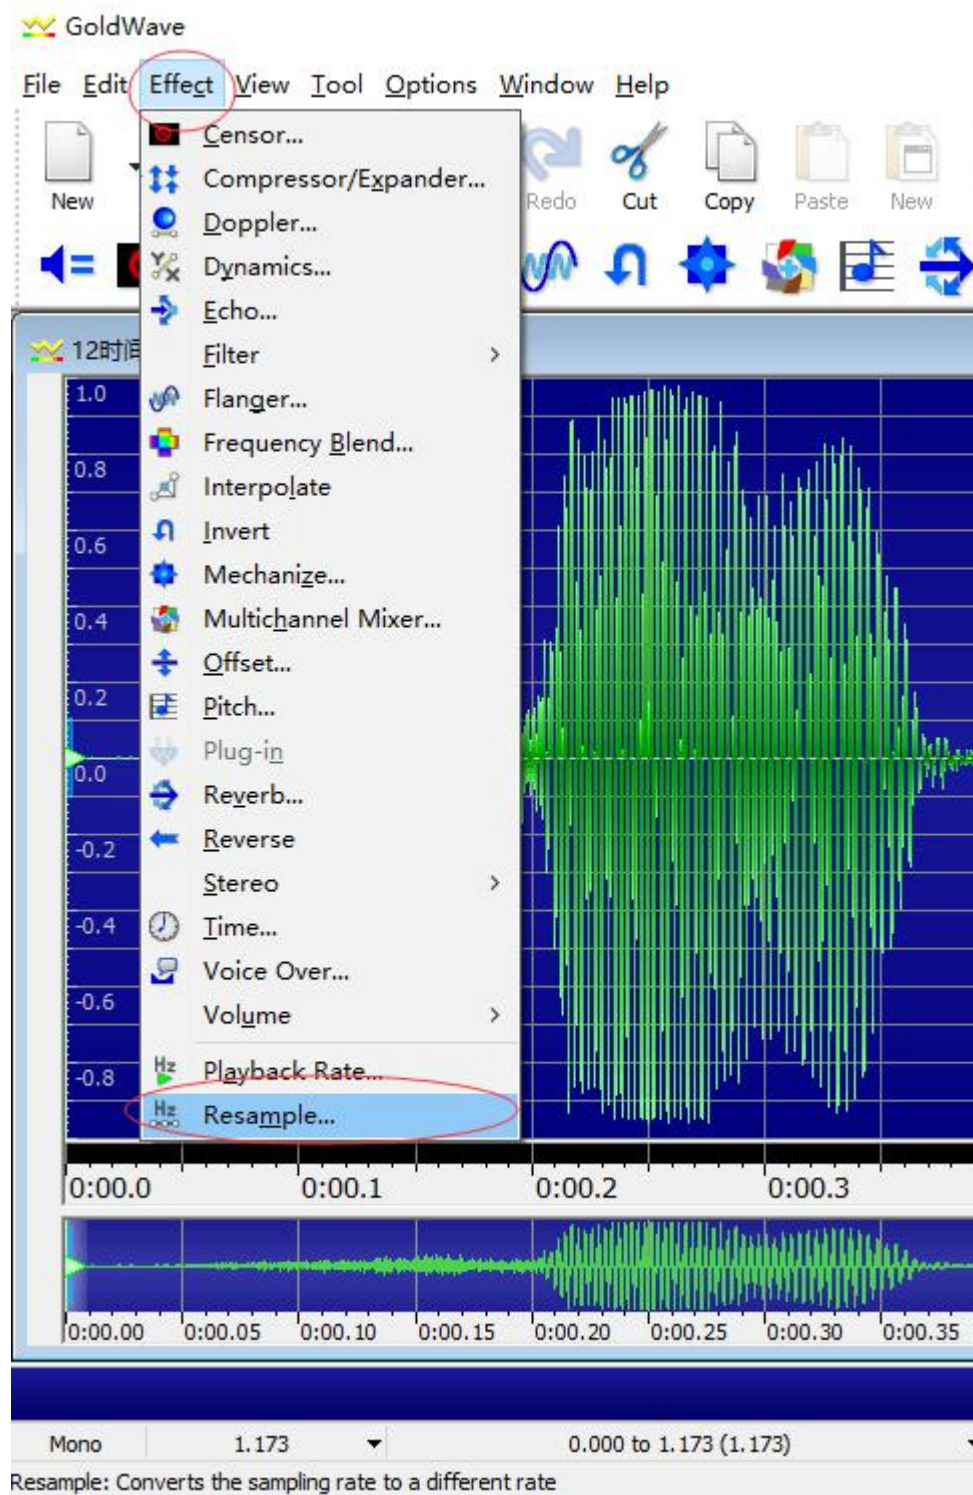 GoldWave
File Edit Effect View Tool Options Window Help
New Redo Cut Copy Paste New
Censor...
Compressor/Expander...
Doppler...
Dynamics...
Echo...
Filter
Flanger...
Frequency Blend...
Interpolate
Invert
Mechanize...
Multichannel Mixer...
Offset...
Pitch...
Plug-in
Reverb...
Reverse
Stereo
Time...
Voice Over...
Volume
Hz Playback Rate...
Hz Resample...
12时间
1.0
0.8
0.6
0.4
0.2
0.0
-0.2
-0.4
-0.6
-0.8
0:00.0 0:00.1 0:00.2 0:00.3
0:00.00 0:00.05 0:00.10 0:00.15 0:00.20 0:00.25 0:00.30 0:00.35
Mono 1.173 0.000 to 1.173 (1.173)
Resample: Converts the sampling rate to a different rate